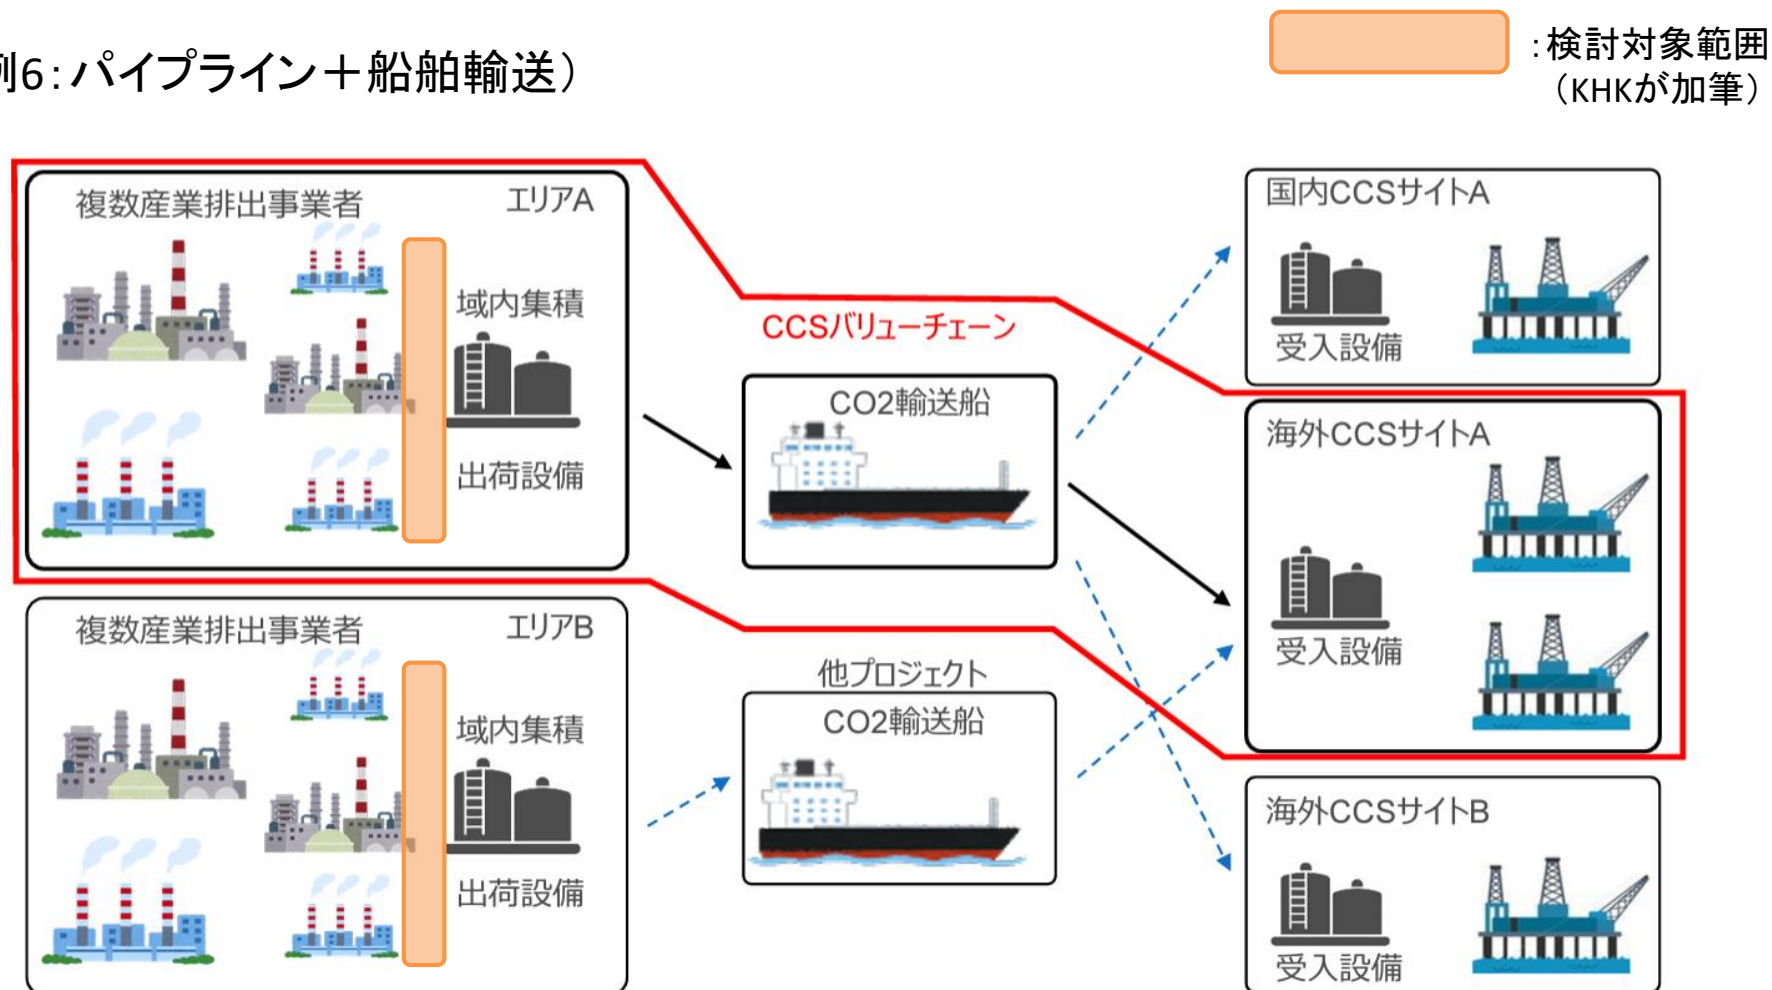 例6：パイプライン＋船舶輸送）
：検討対象範囲
（KHKが加筆）
複数産業排出事業者
エリアA
域内集積
出荷設備
CCSバリューチェーン
CO2輸送船
国内CCSサイトA
受入設備
海外CCSサイトA
受入設備
複数産業排出事業者
エリアB
域内集積
出荷設備
他プロジェクト
CO2輸送船
海外CCSサイトB
受入設備